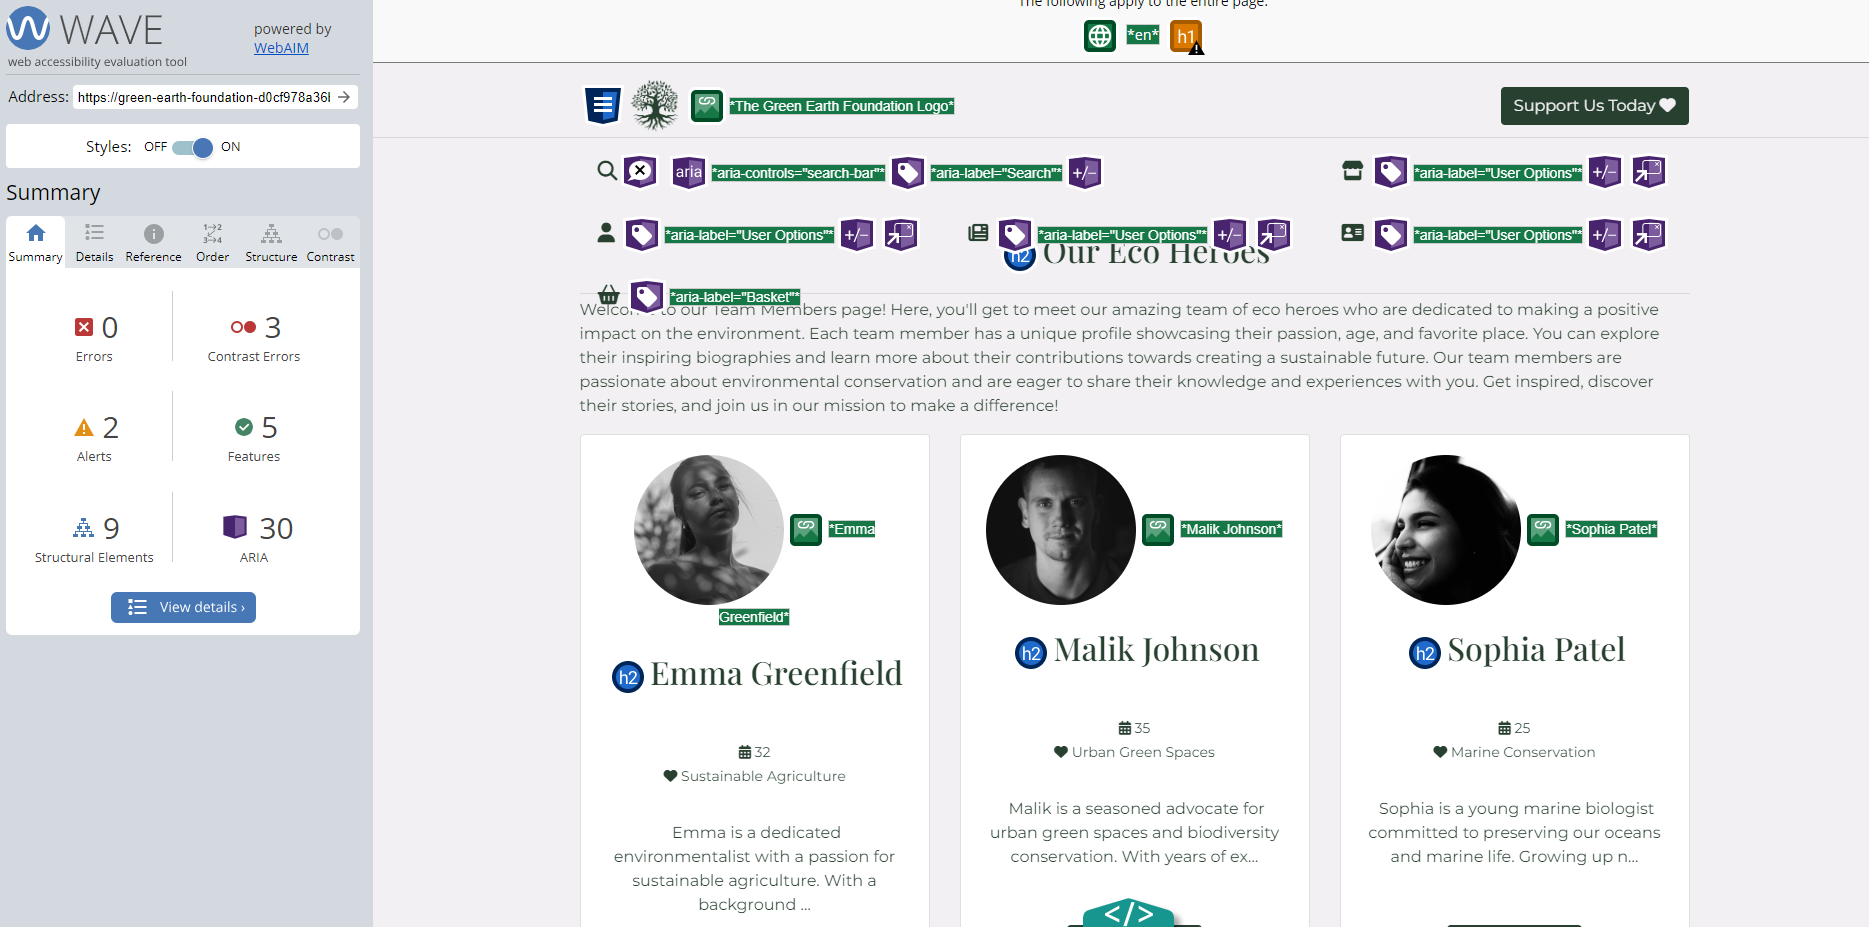 WAVE
powered by
WebAIM
web accessibility evaluation tool
Address: https://green-earth-foundation-d0cf978a36
Styles: OFF ON
Summary
Summary Details Reference Order Structure Contrast
0
Errors
3
Contrast Errors
2
Alerts
5
Features
9
Structural Elements
30
ARIA
View details ›
The following apply to the entire page:
*en* h1
*The Green Earth Foundation Logo*
Support Us Today
aria *aria-controls="search-bar"* *aria-label="Search"* +/−
*aria-label="User Options"* +/−
*aria-label="User Options"* +/−
*aria-label="User Options"* +/−
*aria-label="User Options"* +/−
h2 Our Eco Heroes
*aria-label="Basket"*
Welcome to our Team Members page! Here, you'll get to meet our amazing team of eco heroes who are dedicated to making a positive
impact on the environment. Each team member has a unique profile showcasing their passion, age, and favorite place. You can explore
their inspiring biographies and learn more about their contributions towards creating a sustainable future. Our team members are
passionate about environmental conservation and are eager to share their knowledge and experiences with you. Get inspired, discover
their stories, and join us in our mission to make a difference!
*Emma
Greenfield*
h2 Emma Greenfield
32
Sustainable Agriculture
Emma is a dedicated
environmentalist with a passion for
sustainable agriculture. With a
background ...
*Malik Johnson*
h2 Malik Johnson
35
Urban Green Spaces
Malik is a seasoned advocate for
urban green spaces and biodiversity
conservation. With years of ex...
</>
*Sophia Patel*
h2 Sophia Patel
25
Marine Conservation
Sophia is a young marine biologist
committed to preserving our oceans
and marine life. Growing up n...